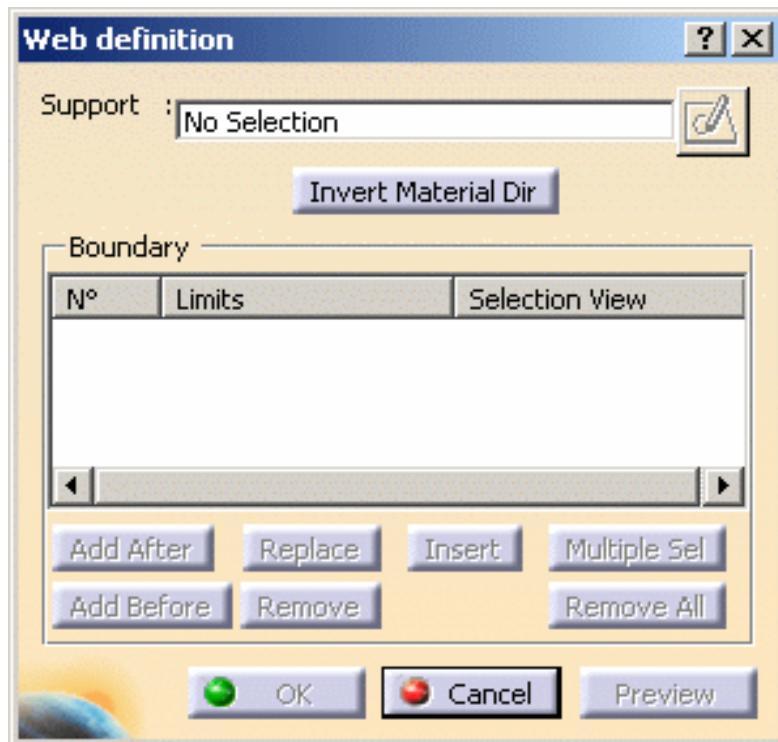 Web definition
Support :
No Selection
Invert Material Dir
Boundary
N° Limits Selection View
Add After Replace Insert Multiple Sel
Add Before Remove Remove All
OK Cancel Preview